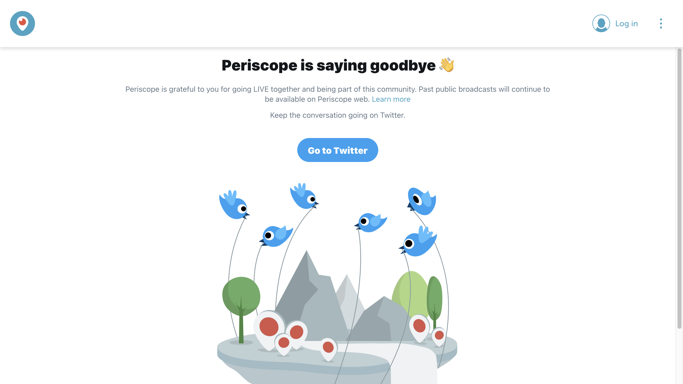 Log in
Periscope is saying goodbye 👋
Periscope is grateful to you for going LIVE together and being part of this community. Past public broadcasts will continue to
be available on Periscope web. Learn more
Keep the conversation going on Twitter.
Go to Twitter